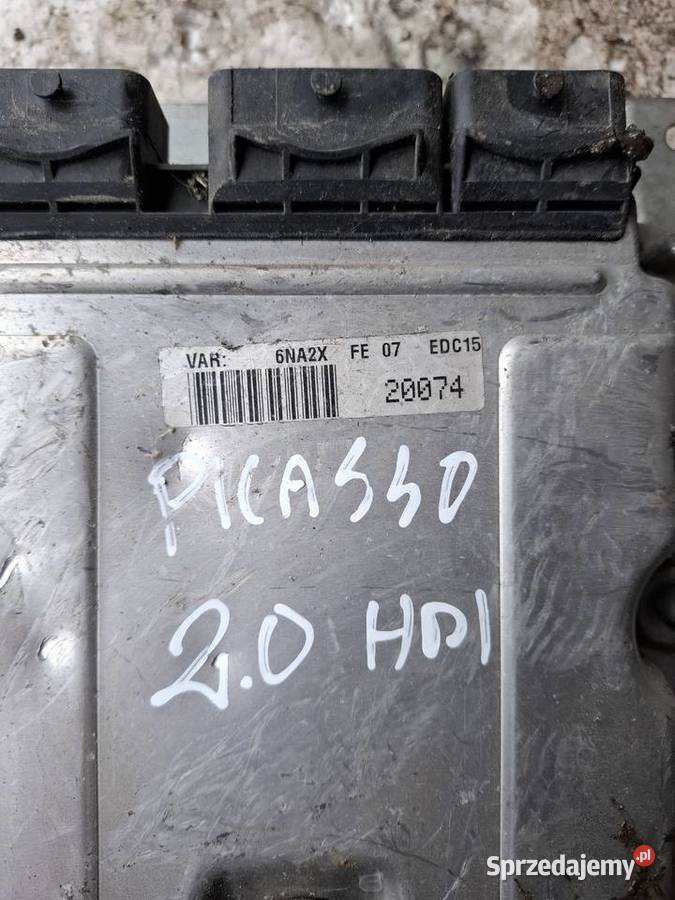 VAR: 6NA2X FE 07 EDC15
20074
PICASSO
2.0 HDI
Sprzedajemy.pl